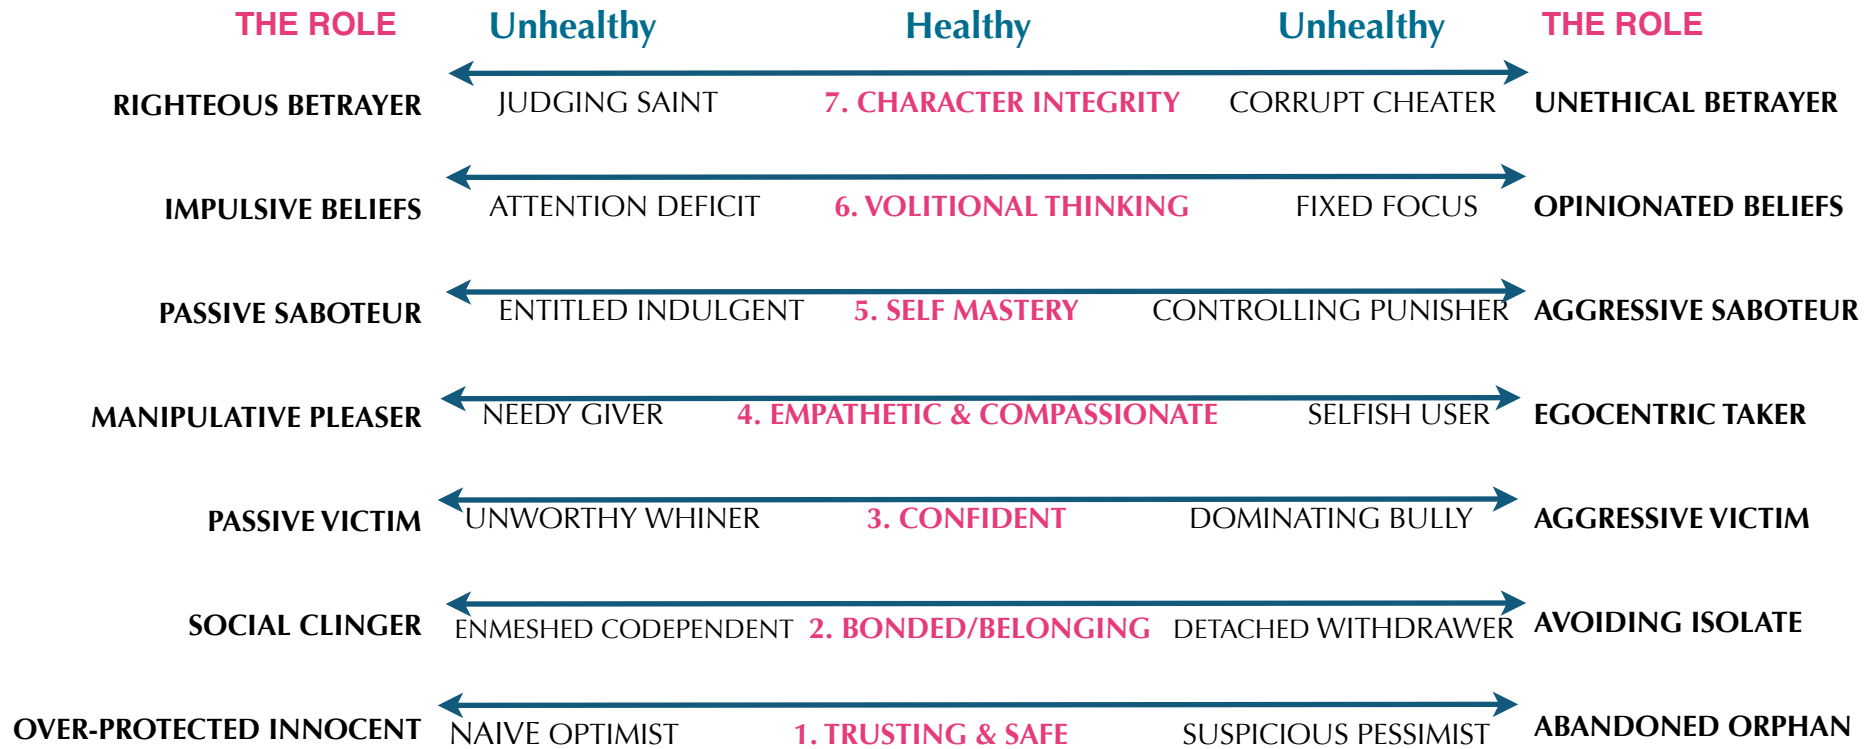 THE ROLE Unhealthy Healthy Unhealthy THE ROLE
RIGHTEOUS BETRAYER JUDGING SAINT 7. CHARACTER INTEGRITY CORRUPT CHEATER UNETHICAL BETRAYER
IMPULSIVE BELIEFS ATTENTION DEFICIT 6. VOLITIONAL THINKING FIXED FOCUS OPINIONATED BELIEFS
PASSIVE SABOTEUR ENTITLED INDULGENT 5. SELF MASTERY CONTROLLING PUNISHER AGGRESSIVE SABOTEUR
MANIPULATIVE PLEASER NEEDY GIVER 4. EMPATHETIC & COMPASSIONATE SELFISH USER EGOCENTRIC TAKER
PASSIVE VICTIM UNWORTHY WHINER 3. CONFIDENT DOMINATING BULLY AGGRESSIVE VICTIM
SOCIAL CLINGER ENMESHED CODEPENDENT 2. BONDED/BELONGING DETACHED WITHDRAWER AVOIDING ISOLATE
OVER-PROTECTED INNOCENT NAIVE OPTIMIST 1. TRUSTING & SAFE SUSPICIOUS PESSIMIST ABANDONED ORPHAN